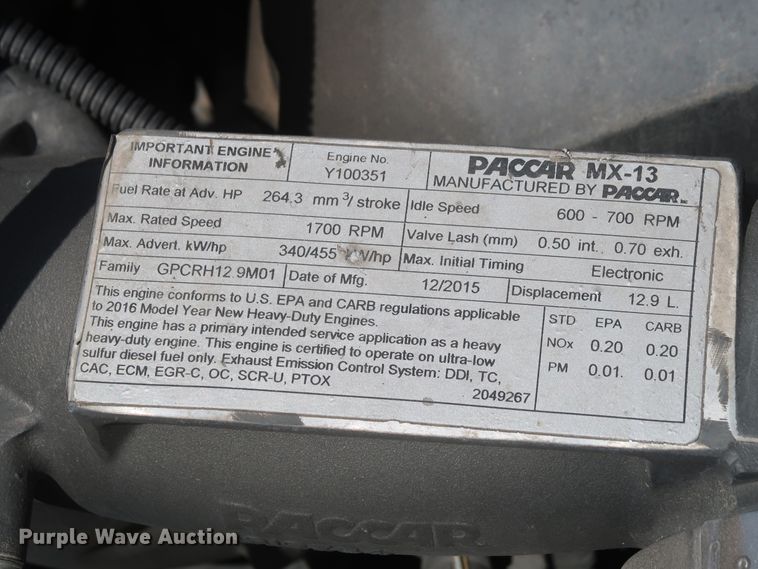 IMPORTANT ENGINE
INFORMATION
Engine No.
Y100351
PACCAR MX-13
MANUFACTURED BY PACCAR INC
Fuel Rate at Adv. HP 264.3 mm³/ stroke
Idle Speed 600 - 700 RPM
Max. Rated Speed 1700 RPM
Valve Lash (mm) 0.50 int., 0.70 exh.
Max. Advert. kW/hp 340/455 kW/hp
Max. Initial Timing Electronic
Family GPCRH12.9M01
Date of Mfg. 12/2015
Displacement 12.9 L.
This engine conforms to U.S. EPA and CARB regulations applicable
to 2016 Model Year New Heavy-Duty Engines.
This engine has a primary intended service application as a heavy
heavy-duty engine. This engine is certified to operate on ultra-low
sulfur diesel fuel only. Exhaust Emission Control System: DDI, TC,
CAC, ECM, EGR-C, OC, SCR-U, PTOX
2049267
STD EPA CARB
NOx 0.20 0.20
PM 0.01. 0.01
PACCAR
Purple Wave Auction